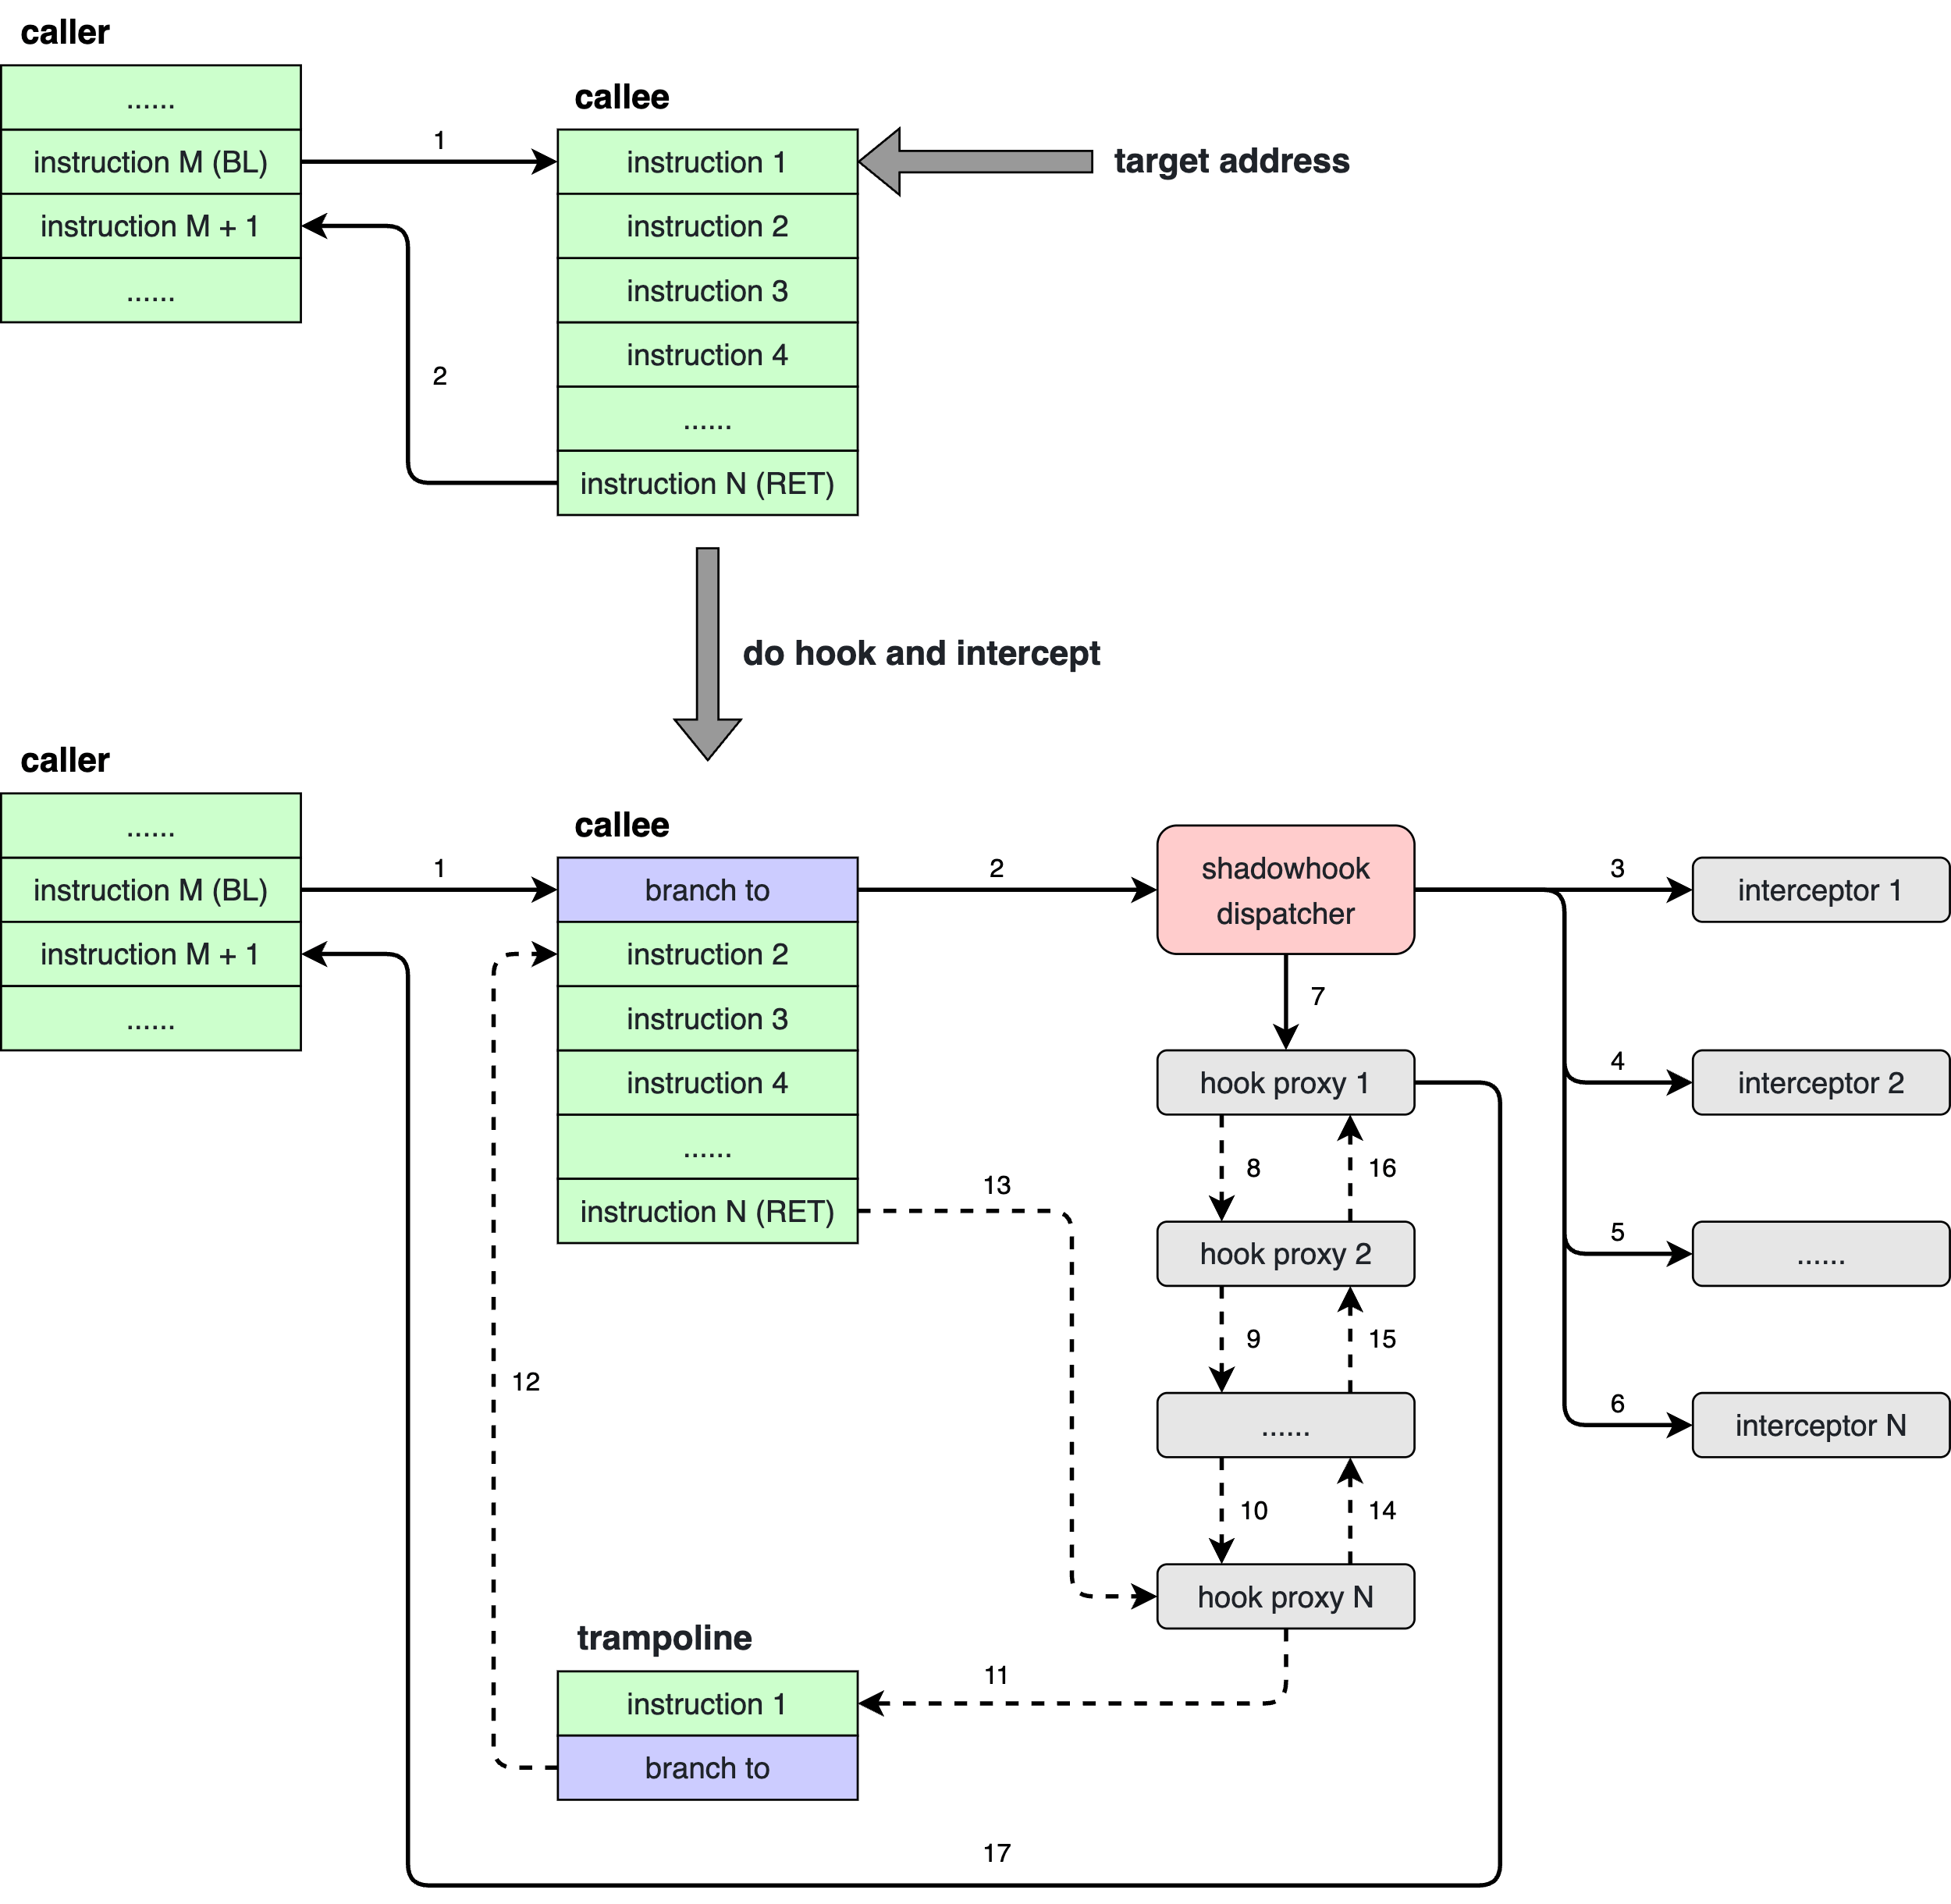 caller
......
instruction M (BL)
instruction M + 1
......
1
2
callee
instruction 1
instruction 2
instruction 3
instruction 4
......
instruction N (RET)
target address
do hook and intercept
caller
......
instruction M (BL)
instruction M + 1
......
1
callee
branch to
instruction 2
instruction 3
instruction 4
......
instruction N (RET)
2
shadowhook
dispatcher
3
interceptor 1
4
interceptor 2
5
......
6
interceptor N
7
hook proxy 1
8
16
hook proxy 2
9
15
......
10
14
hook proxy N
13
12
11
trampoline
instruction 1
branch to
17